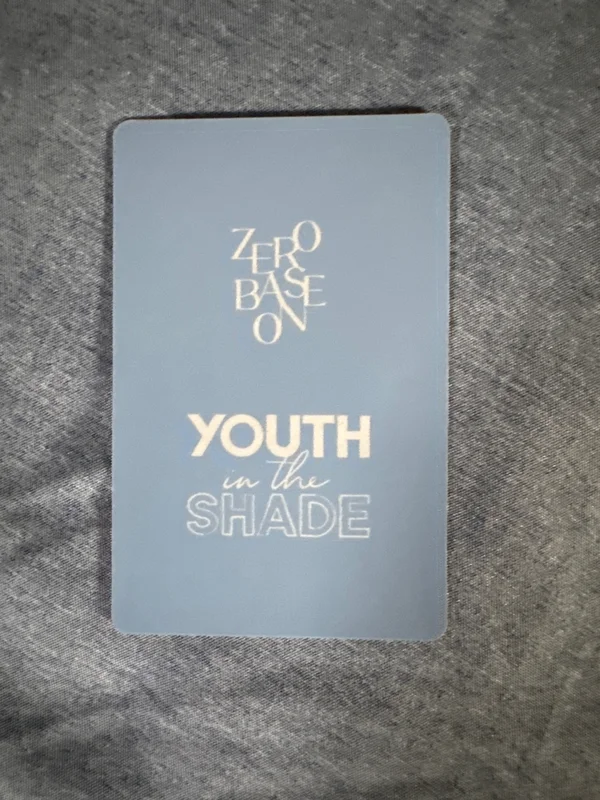 ZERO
BASE
ON
YOUTH
in the
SHADE